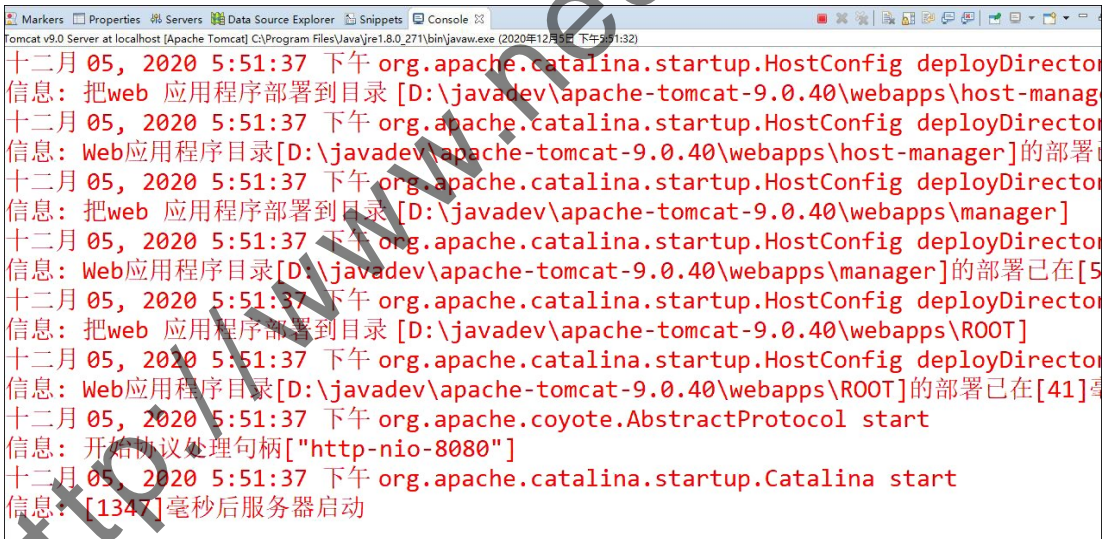 Markers Properties Servers Data Source Explorer Snippets Console
Tomcat v9.0 Server at localhost [Apache Tomcat] C:\Program Files\Java\jre1.8.0_271\bin\javaw.exe (2020年12月5日 下午5:51:32)
十二月 05, 2020 5:51:37 下午 org.apache.catalina.startup.HostConfig deployDirector
信息: 把web 应用程序部署到目录 [D:\javadev\apache-tomcat-9.0.40\webapps\host-manag
十二月 05, 2020 5:51:37 下午 org.apache.catalina.startup.HostConfig deployDirector
信息: Web应用程序目录[D:\javadev\apache-tomcat-9.0.40\webapps\host-manager]的部署
十二月 05, 2020 5:51:37 下午 org.apache.catalina.startup.HostConfig deployDirector
信息: 把web 应用程序部署到目录 [D:\javadev\apache-tomcat-9.0.40\webapps\manager]
十二月 05, 2020 5:51:37 下午 org.apache.catalina.startup.HostConfig deployDirector
信息: Web应用程序目录[D:\javadev\apache-tomcat-9.0.40\webapps\manager]的部署已在[5
十二月 05, 2020 5:51:37 下午 org.apache.catalina.startup.HostConfig deployDirector
信息: 把web 应用程序部署到目录 [D:\javadev\apache-tomcat-9.0.40\webapps\ROOT]
十二月 05, 2020 5:51:37 下午 org.apache.catalina.startup.HostConfig deployDirector
信息: Web应用程序目录[D:\javadev\apache-tomcat-9.0.40\webapps\ROOT]的部署已在[41]
十二月 05, 2020 5:51:37 下午 org.apache.coyote.AbstractProtocol start
信息: 开始协议处理句柄["http-nio-8080"]
十二月 05, 2020 5:51:37 下午 org.apache.catalina.startup.Catalina start
信息: [1347]毫秒后服务器启动
ttp://www.ne